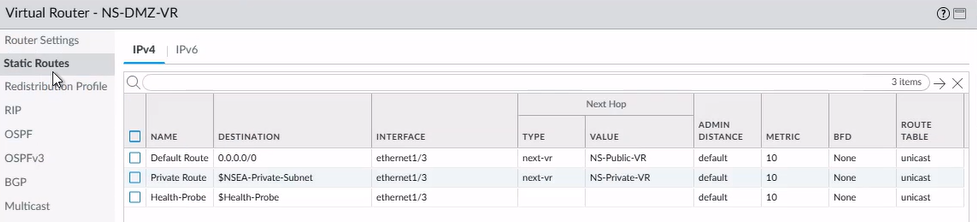 Virtual Router - NS-DMZ-VR
Router Settings
Static Routes
Redistribution Profile
RIP
OSPF
OSPFv3
BGP
Multicast
IPv4 | IPv6
3 items
Next Hop
NAME DESTINATION INTERFACE TYPE VALUE ADMIN DISTANCE METRIC BFD ROUTE TABLE
Default Route 0.0.0.0/0 ethernet1/3 next-vr NS-Public-VR default 10 None unicast
Private Route $NSEA-Private-Subnet ethernet1/3 next-vr NS-Private-VR default 10 None unicast
Health-Probe $Health-Probe ethernet1/3 default 10 None unicast